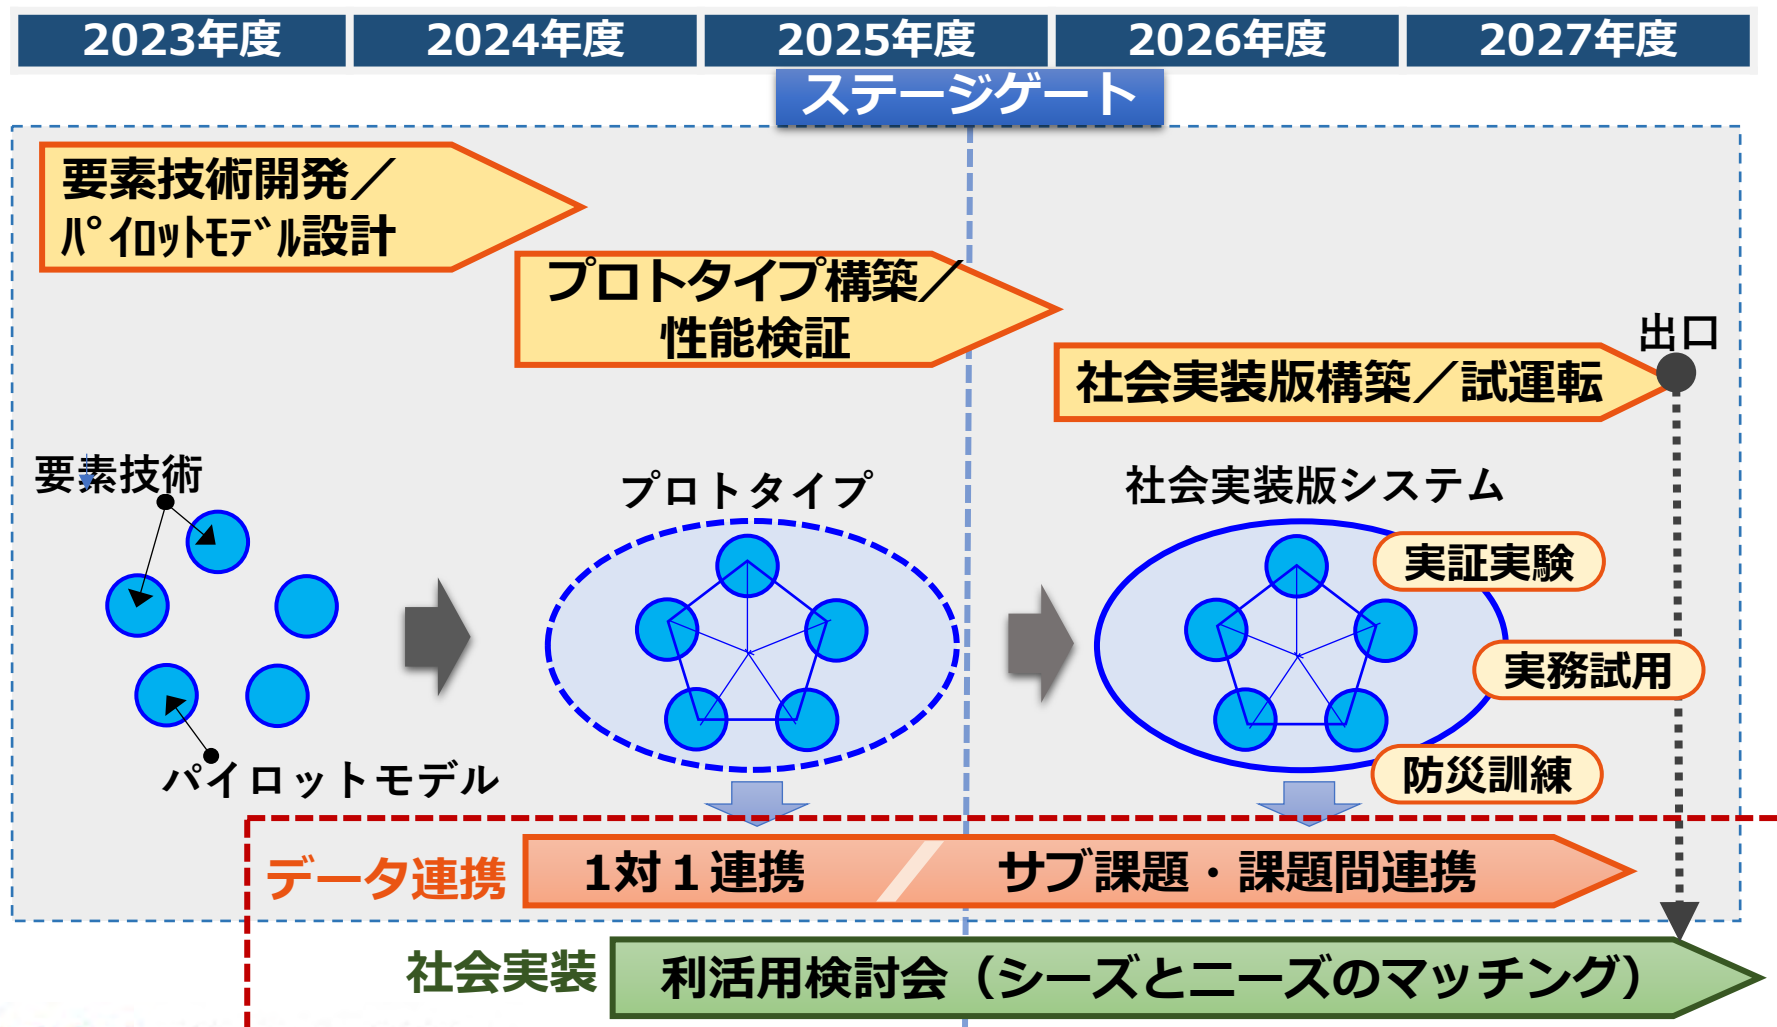 2023年度
2024年度
2025年度
2026年度
2027年度
ステージゲート
要素技術開発／
ﾊﾟｲﾛｯﾄﾓﾃﾞﾙ設計
プロトタイプ構築／
性能検証
出口
社会実装版構築／試運転
要素技術
プロトタイプ
社会実装版システム
実証実験
実務試用
防災訓練
パイロットモデル
データ連携
1対１連携
サブ課題・課題間連携
社会実装
利活用検討会（シーズとニーズのマッチング）